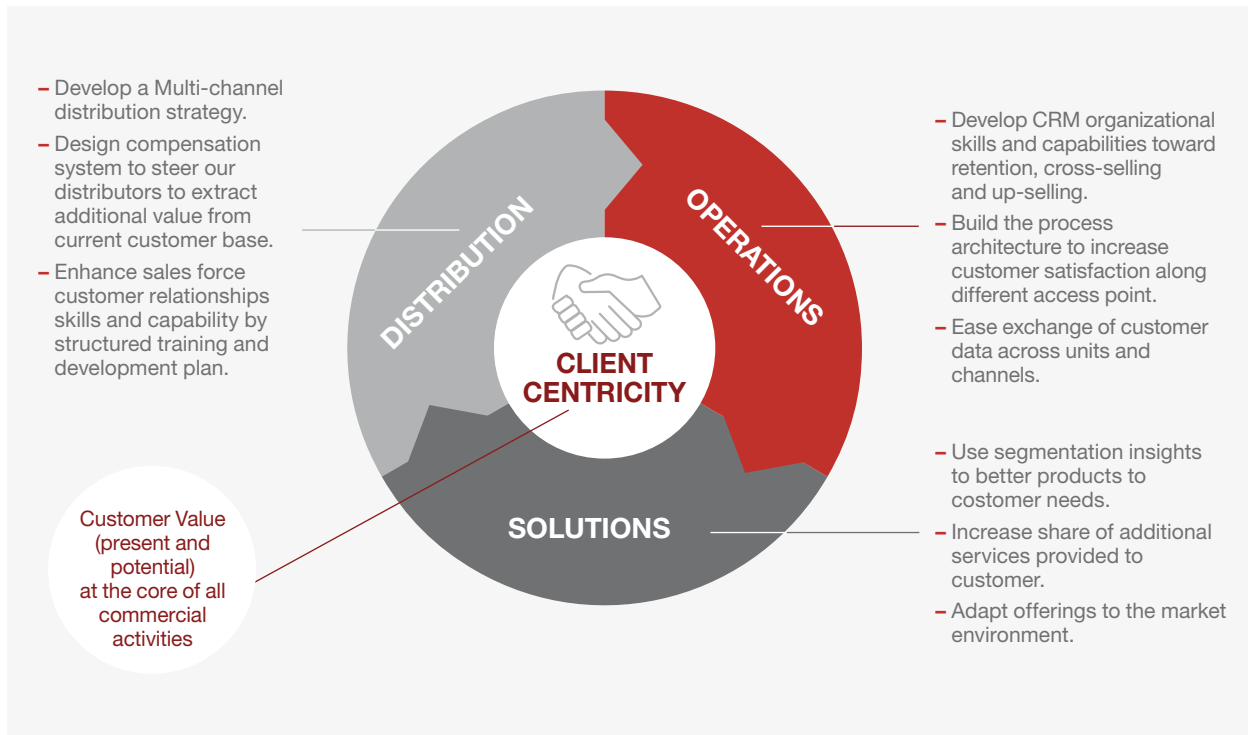 – Develop a Multi-channel
distribution strategy.
– Design compensation
system to steer our
distributors to extract
additional value from
current customer base.
– Enhance sales force
customer relationships
skills and capability by
structured training and
development plan.
DISTRIBUTION
OPERATIONS
SOLUTIONS
CLIENT
CENTRICITY
– Develop CRM organizational
skills and capabilities toward
retention, cross-selling
and up-selling.
– Build the process
architecture to increase
customer satisfaction along
different access point.
– Ease exchange of customer
data across units and
channels.
– Use segmentation insights
to better products to
costomer needs.
– Increase share of additional
services provided to
customer.
– Adapt offerings to the market
environment.
Customer Value
(present and
potential)
at the core of all
commercial
activities